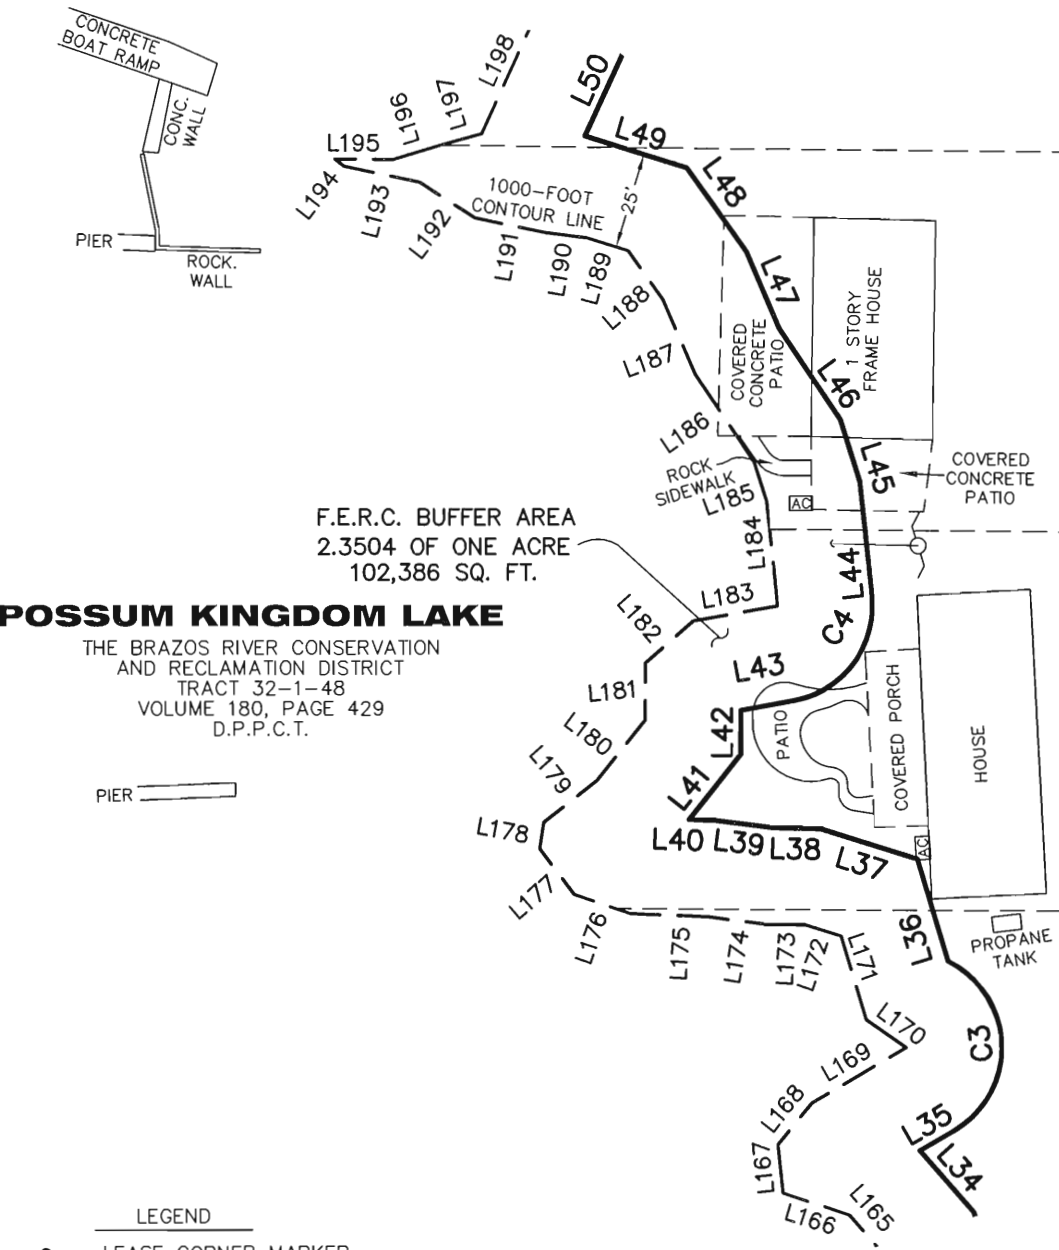 CONCRETE
BOAT RAMP
CONC.
WALL
PIER
ROCK.
WALL
L198
L197
L196
L195
L194
L193
L192
L191
L190
L189
L188
L187
L186
L185
L184
L183
L182
L181
L180
L179
L178
L177
L176
L175
L174
L173
L172
L171
L170
L169
L168
L167
L166
L165
1000-FOOT
CONTOUR LINE
25'
L50
L49
L48
L47
L46
L45
L44
C4
L43
L42
L41
L40
L39
L38
L37
L36
C3
L35
L34
COVERED
CONCRETE
PATIO
1 STORY
FRAME HOUSE
ROCK
SIDEWALK
AC
COVERED
CONCRETE
PATIO
F.E.R.C. BUFFER AREA
2.3504 OF ONE ACRE
102,386 SQ. FT.
POSSUM KINGDOM LAKE
THE BRAZOS RIVER CONSERVATION
AND RECLAMATION DISTRICT
TRACT 32-1-48
VOLUME 180, PAGE 429
D.P.P.C.T.
PIER
PATIO
COVERED PORCH
HOUSE
AC
PROPANE
TANK
LEGEND
LEASE CORNER MARKER